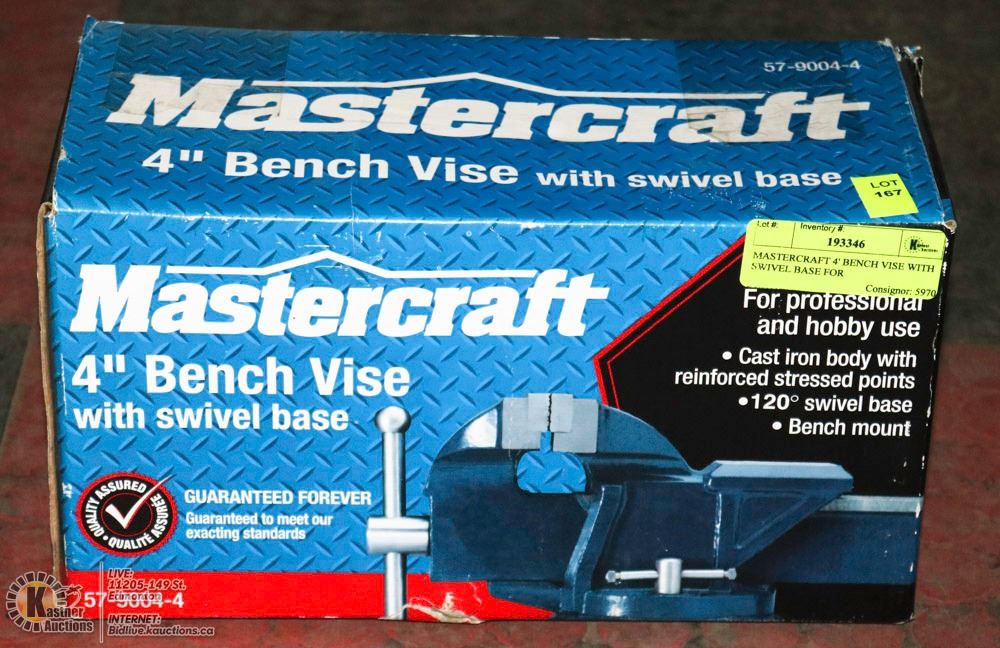 57-9004-4
Mastercraft
4" Bench Vise with swivel base
LOT
167
Lot #: Inventory #:
193346
Kastner Auctions
MASTERCRAFT 4' BENCH VISE WITH
SWIVEL BASE FOR
Consignor: 5970
Mastercraft
4" Bench Vise
with swivel base
For professional
and hobby use
• Cast iron body with
reinforced stressed points
•120° swivel base
• Bench mount
QUALITY ASSURED
• QUALITÉ ASSURÉE •
GUARANTEED FOREVER
Guaranteed to meet our
exacting standards
57-9004-4
Kastner
Auctions
LIVE:
11205-149 St.
Edmonton
INTERNET:
Bidlive.kauctions.ca